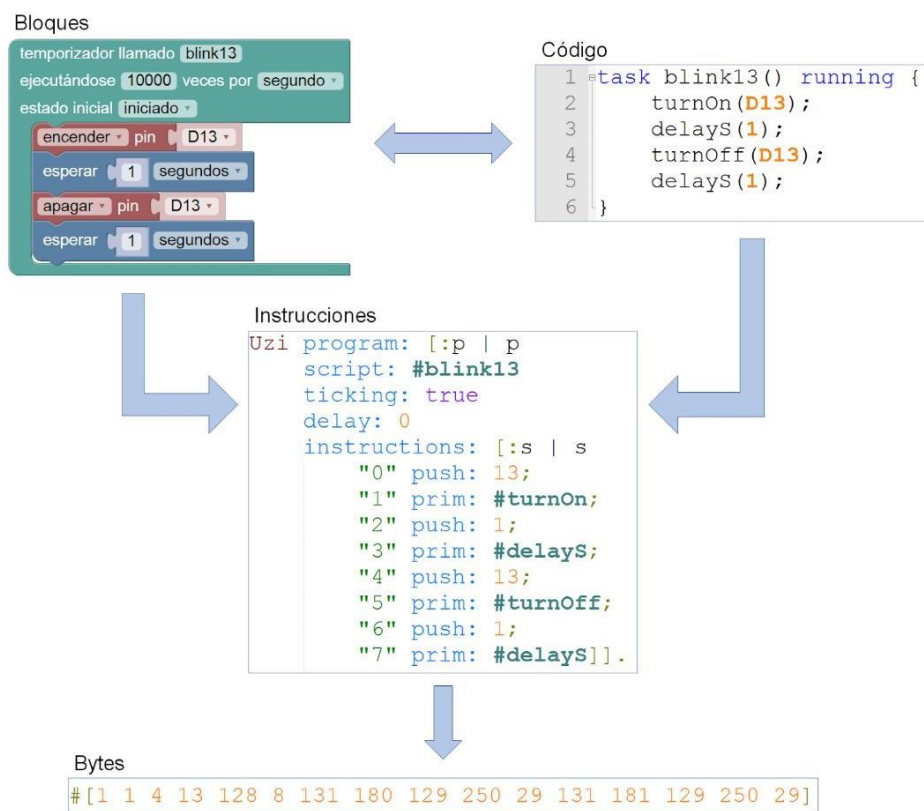 Bloques
temporizador llamado blink13
ejecutándose 10000 veces por segundo
estado inicial iniciado
encender pin D13
esperar 1 segundos
apagar pin D13
esperar 1 segundos
Código
1 task blink13() running {
2 turnOn(D13);
3 delayS(1);
4 turnOff(D13);
5 delayS(1);
6 }
Instrucciones
Uzi program: [:p | p
script: #blink13
ticking: true
delay: 0
instructions: [:s | s
"0" push: 13;
"1" prim: #turnOn;
"2" push: 1;
"3" prim: #delayS;
"4" push: 13;
"5" prim: #turnOff;
"6" push: 1;
"7" prim: #delayS]].
Bytes
#[1 1 4 13 128 8 131 180 129 250 29 131 181 129 250 29]